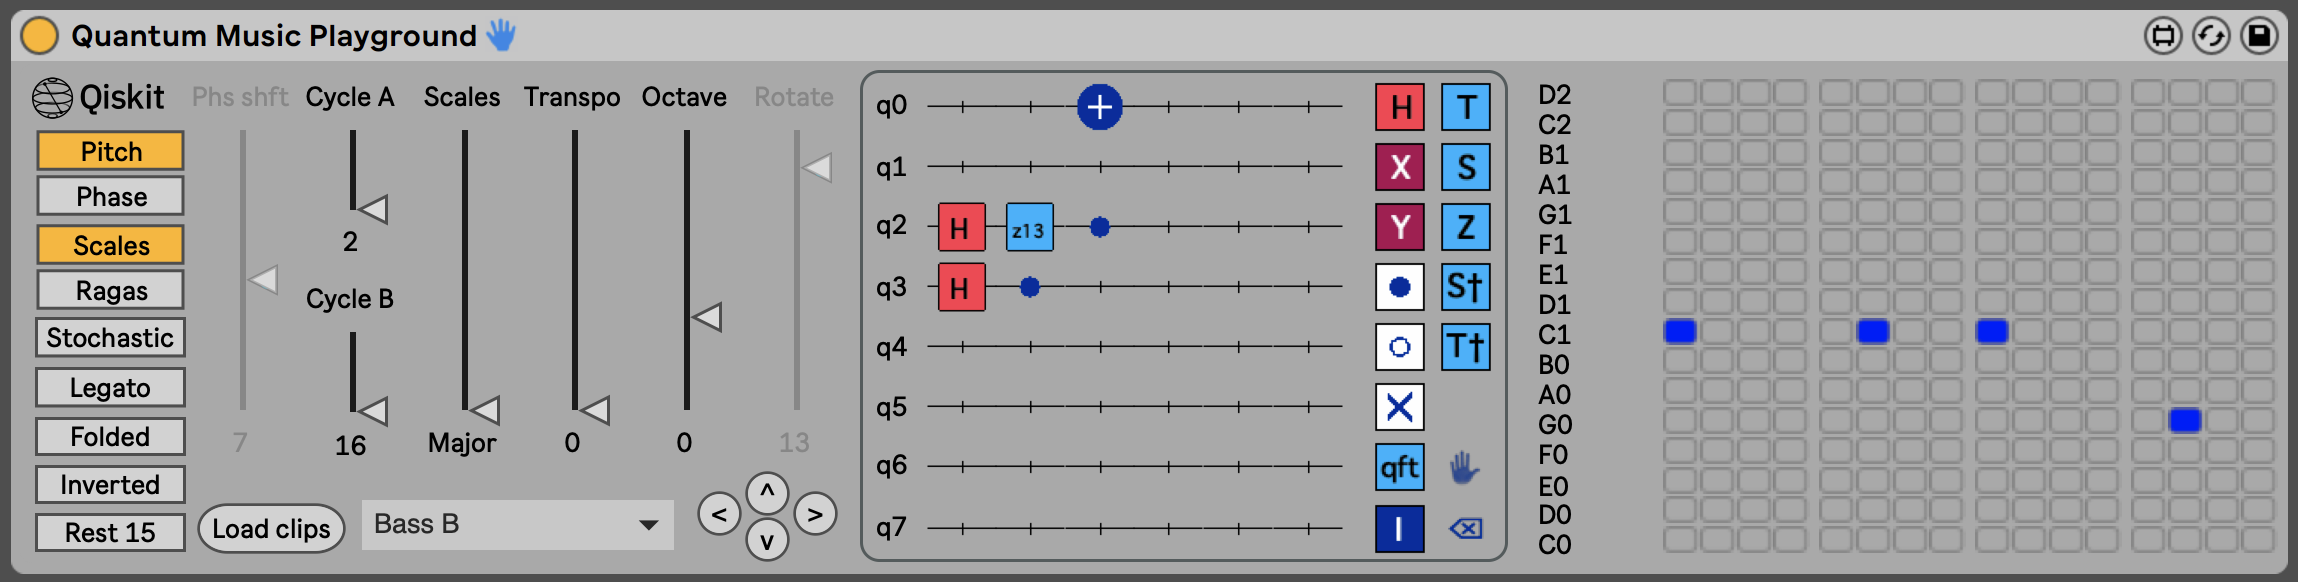 Quantum Music Playground
Qiskit
Phs shft Cycle A Scales Transpo Octave Rotate
Pitch
Phase
Scales
Ragas
Stochastic
Legato
Folded
Inverted
Rest 15
2
Cycle B
7 16 Major 0 0 13
Load clips Bass B < ^ v >
q0 + H T
q1 X S
q2 H z13 Y Z
q3 H S†
q4 T†
q5
q6 qft
q7 I
D2
C2
B1
A1
G1
F1
E1
D1
C1
B0
A0
G0
F0
E0
D0
C0